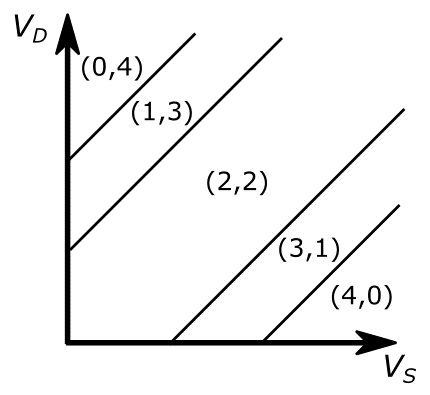 V_D
(0,4)
(1,3)
(2,2)
(3,1)
(4,0)
V_S